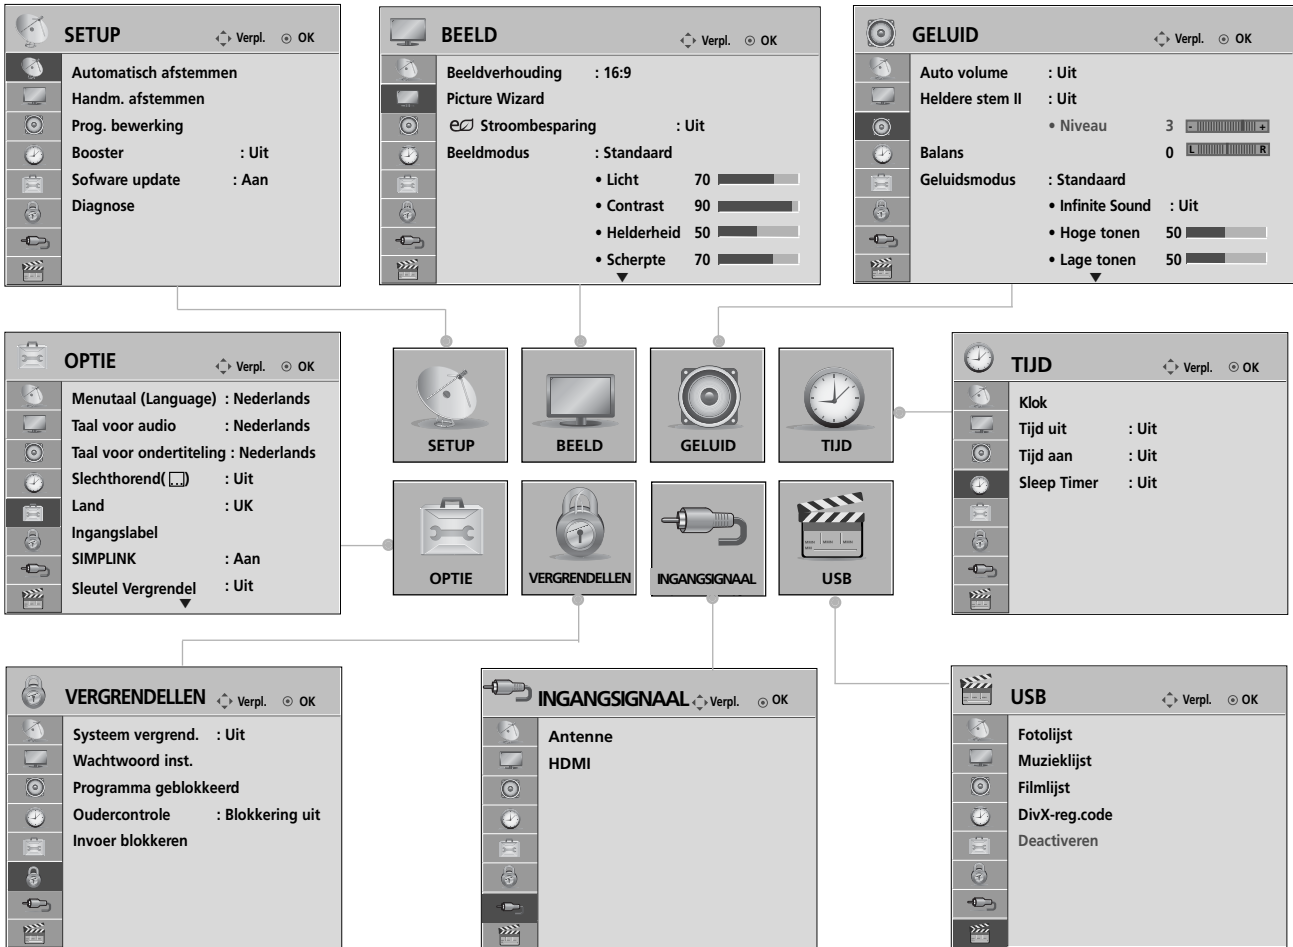 SETUP Verpl. OK
Automatisch afstemmen
Handm. afstemmen
Prog. bewerking
Booster : Uit
Sofware update : Aan
Diagnose
BEELD Verpl. OK
Beeldverhouding : 16:9
Picture Wizard
e Stroombesparing : Uit
Beeldmodus : Standaard
• Licht 70
• Contrast 90
• Helderheid 50
• Scherpte 70
GELUID Verpl. OK
Auto volume : Uit
Heldere stem II : Uit
• Niveau 3 - +
Balans 0 L R
Geluidsmodus : Standaard
• Infinite Sound : Uit
• Hoge tonen 50
• Lage tonen 50
OPTIE Verpl. OK
Menutaal (Language) : Nederlands
Taal voor audio : Nederlands
Taal voor ondertiteling : Nederlands
Slechthorend( ) : Uit
Land : UK
Ingangslabel
SIMPLINK : Aan
Sleutel Vergrendel : Uit
SETUP
BEELD
GELUID
TIJD
OPTIE
VERGRENDELLEN
INGANGSIGNAAL
USB
TIJD Verpl. OK
Klok
Tijd uit : Uit
Tijd aan : Uit
Sleep Timer : Uit
VERGRENDELLEN Verpl. OK
Systeem vergrend. : Uit
Wachtwoord inst.
Programma geblokkeerd
Oudercontrole : Blokkering uit
Invoer blokkeren
INGANGSIGNAAL Verpl. OK
Antenne
HDMI
USB Verpl. OK
Fotolijst
Muzieklijst
Filmlijst
DivX-reg.code
Deactiveren